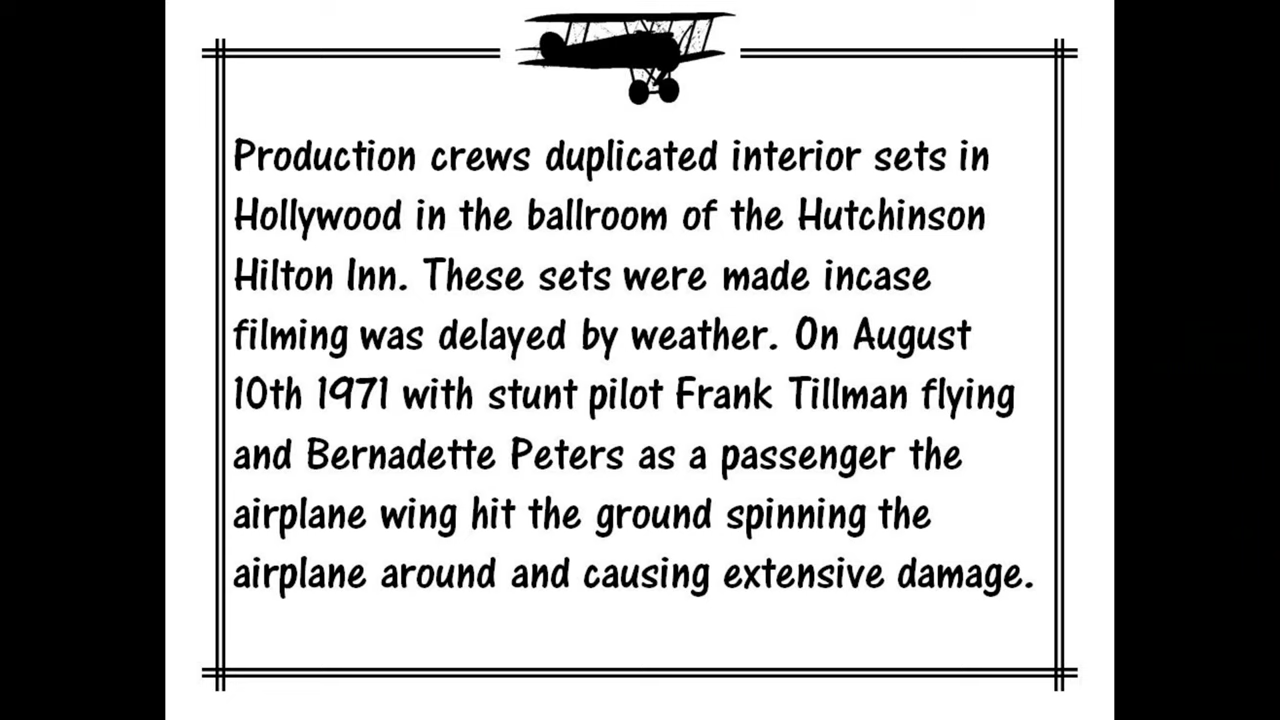 Production crews duplicated interior sets in
Hollywood in the ballroom of the Hutchinson
Hilton Inn. These sets were made incase
filming was delayed by weather. On August
10th 1971 with stunt pilot Frank Tillman flying
and Bernadette Peters as a passenger the
airplane wing hit the ground spinning the
airplane around and causing extensive damage.